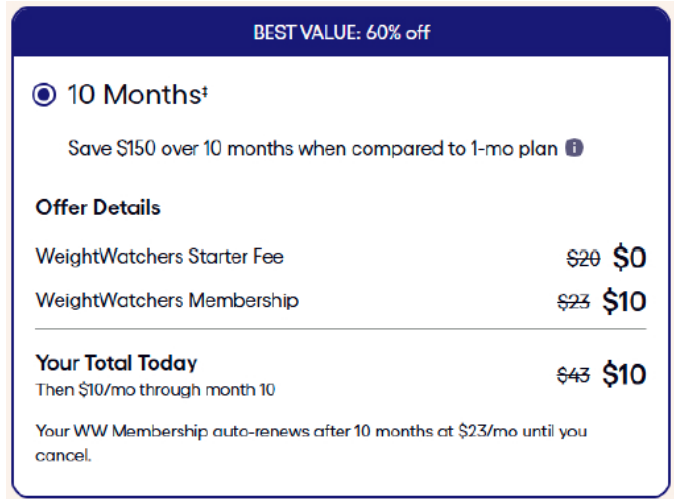 BEST VALUE: 60% off
10 Months‡
Save $150 over 10 months when compared to 1-mo plan i
Offer Details
WeightWatchers Starter Fee $20 $0
WeightWatchers Membership $23 $10
Your Total Today $43 $10
Then $10/mo through month 10
Your WW Membership auto-renews after 10 months at $23/mo until you
cancel.